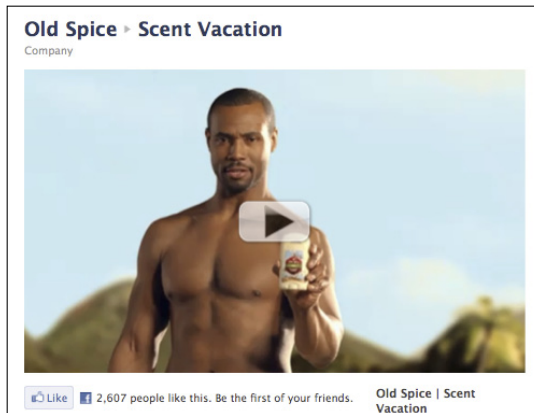 Old Spice ▸ Scent Vacation
Company
Like
2,607 people like this. Be the first of your friends.
Old Spice | Scent
Vacation